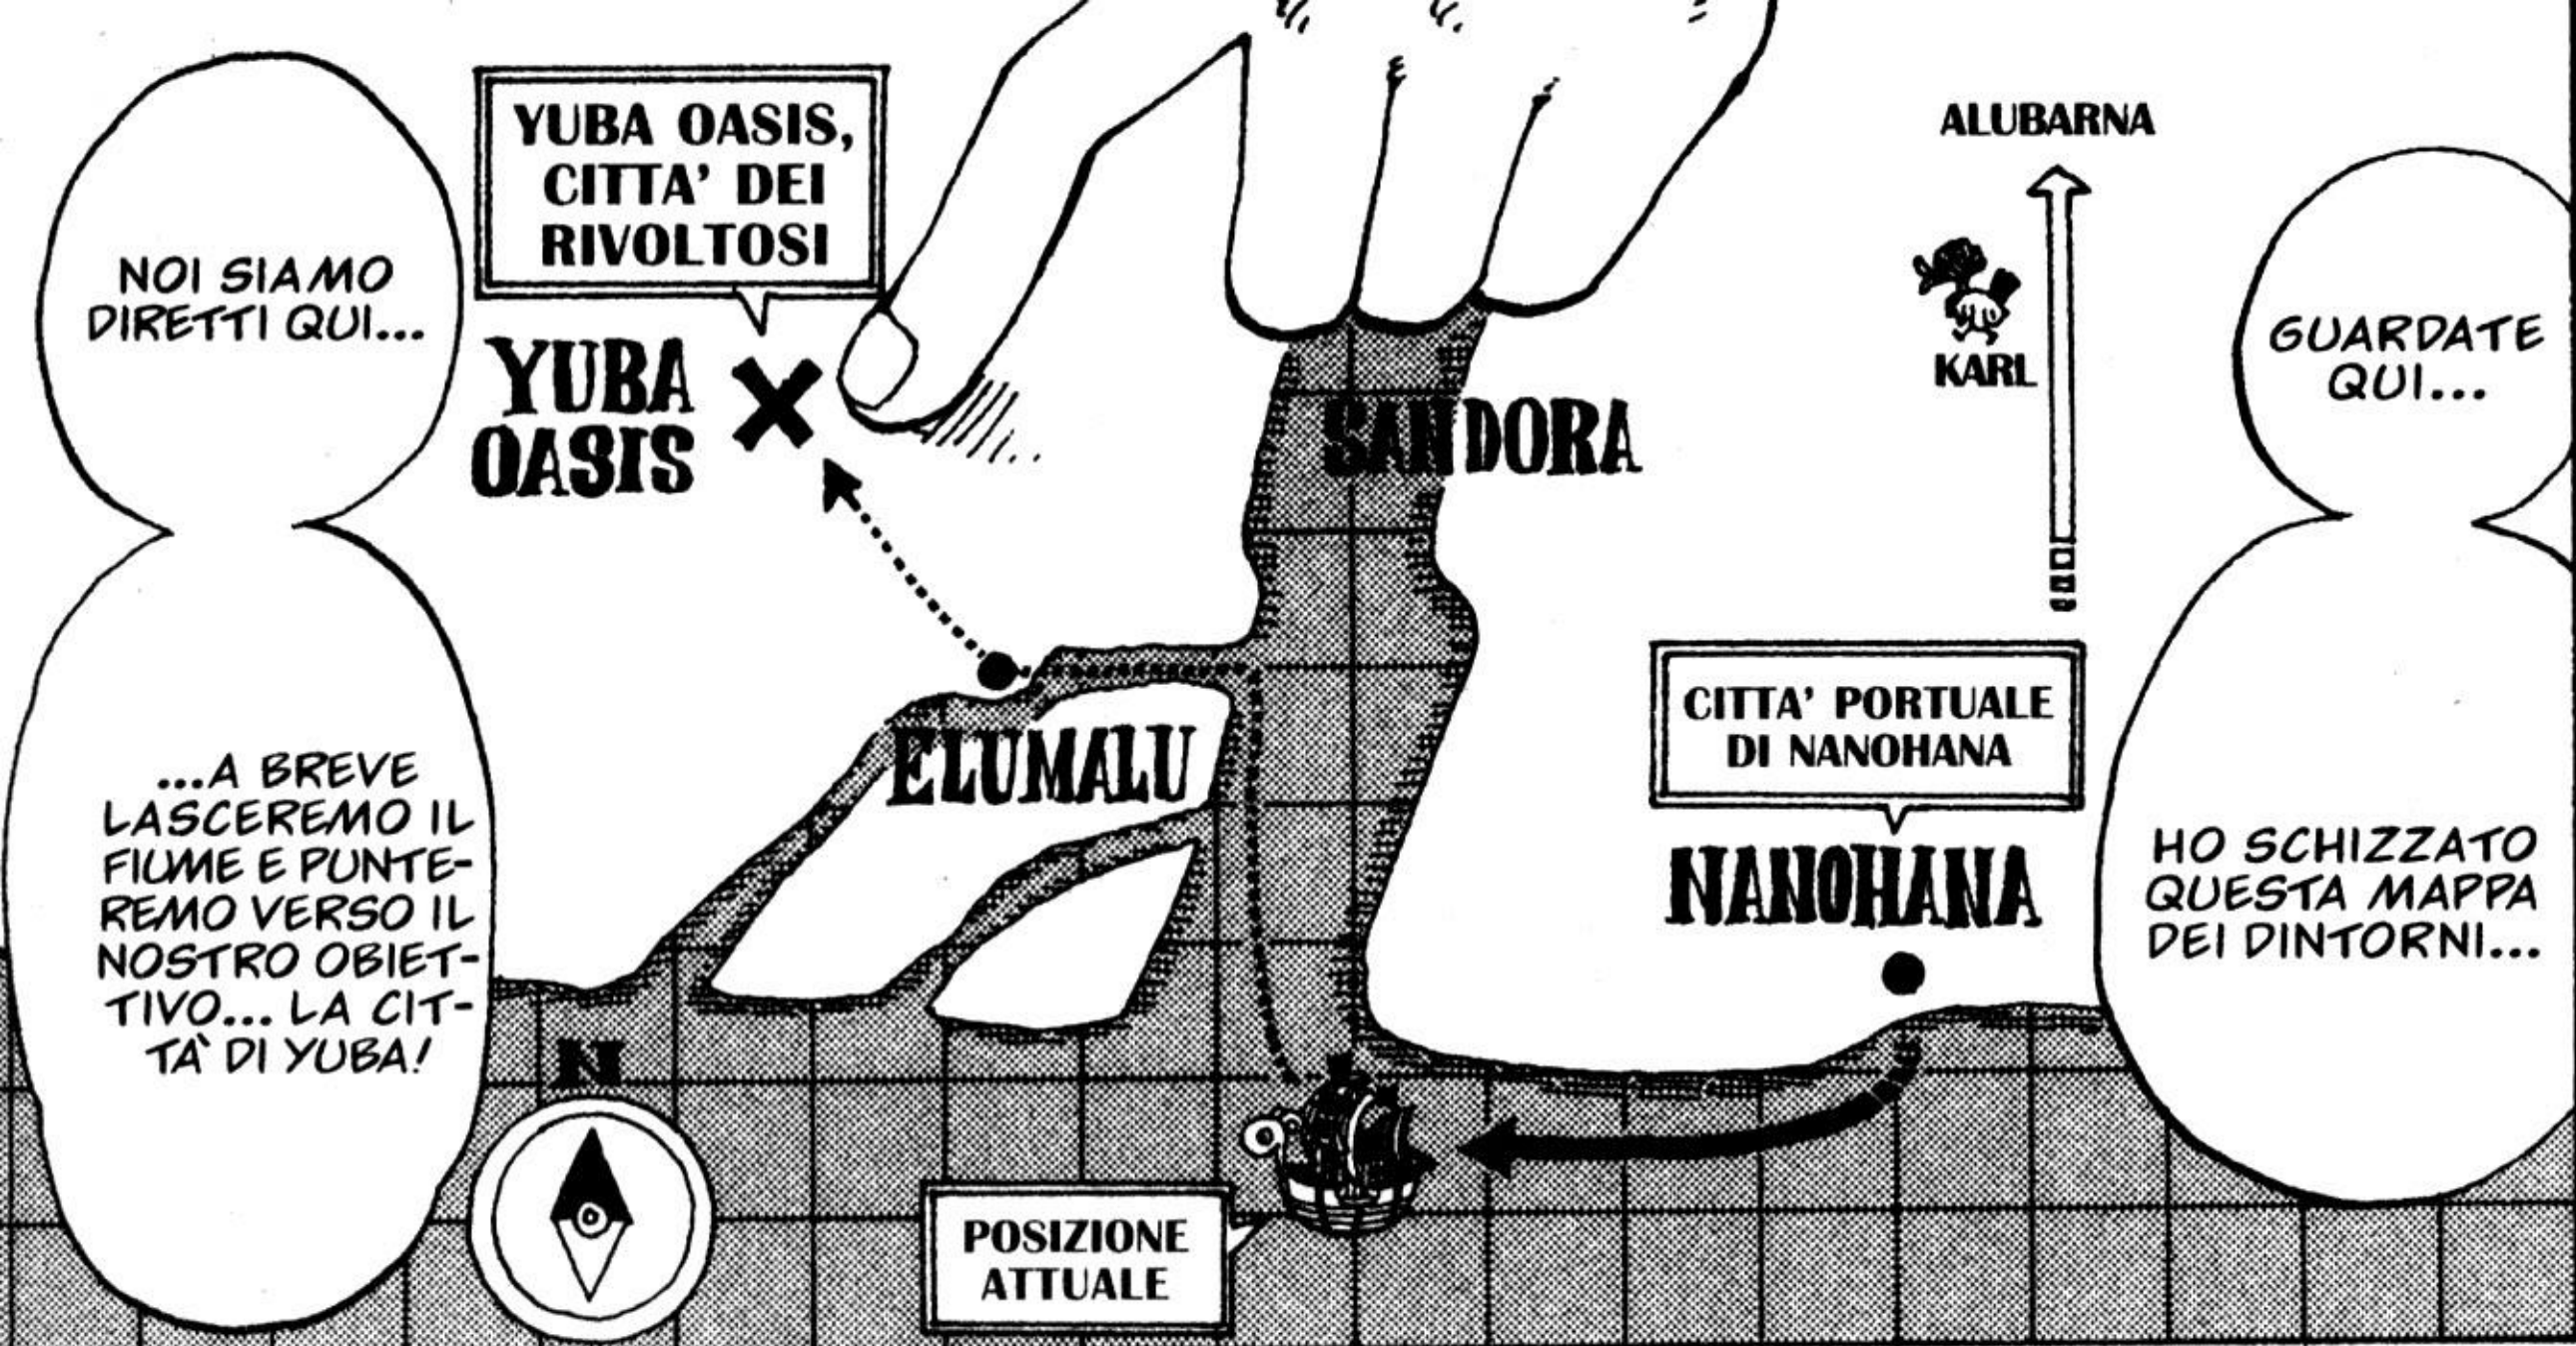 GUARDATE
QUI...
HO SCHIZZATO
QUESTA MAPPA
DEI DINTORNI...
ALUBARNA
KARL
CITTA' PORTUALE
DI NANOHANA
NANOHANA
SANDORA
YUBA OASIS,
CITTA' DEI
RIVOLTOSI
YUBA
OASIS
ELUMALU
N
POSIZIONE
ATTUALE
NOI SIAMO
DIRETTI QUI...
...A BREVE
LASCEREMO IL
FIUME E PUNTE-
REMO VERSO IL
NOSTRO OBIET-
TIVO... LA CIT-
TÀ DI YUBA!